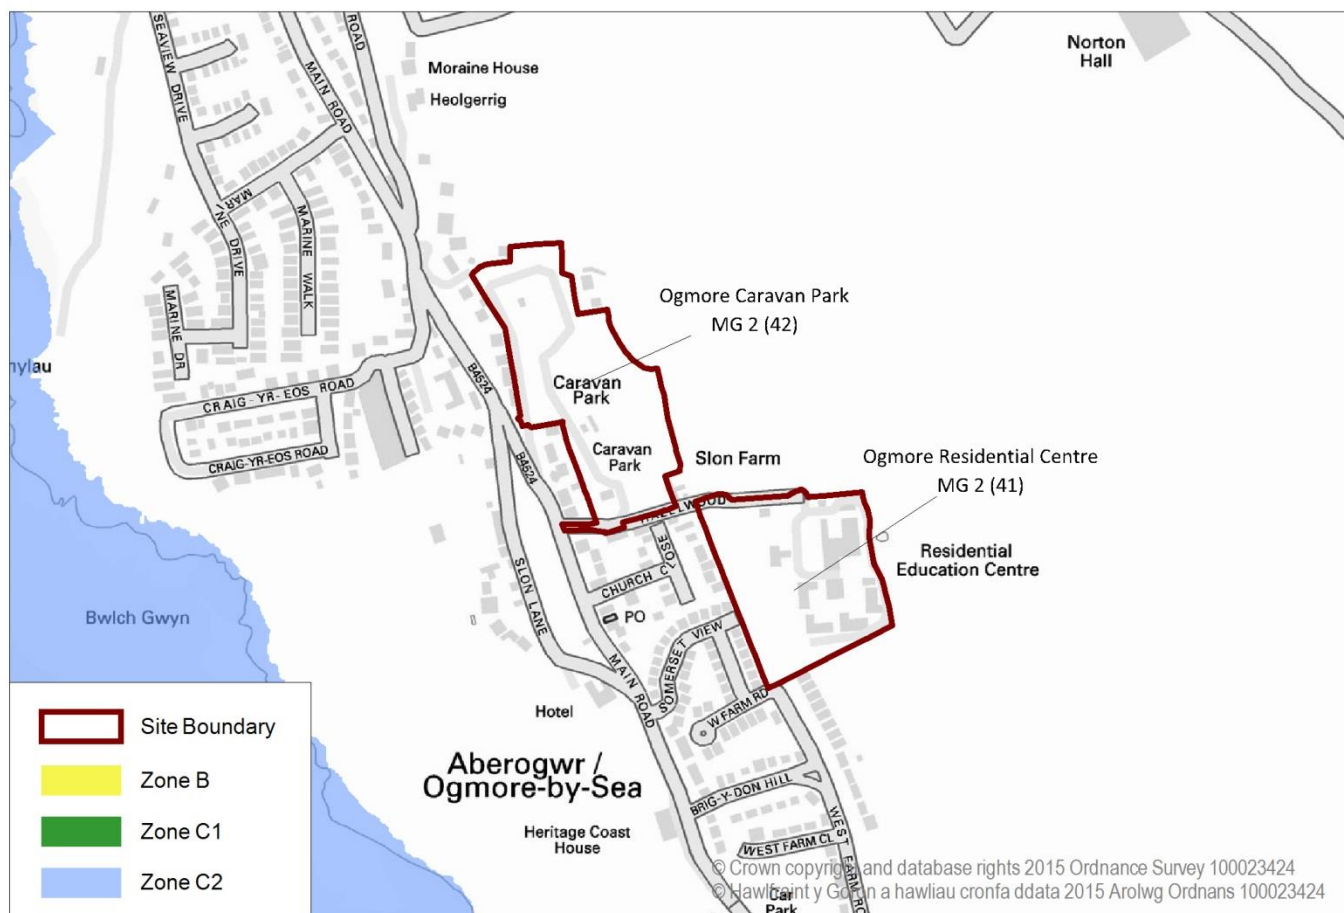 SEAVIEW DRIVE
MAIN ROAD
ROAD
Moraine House
Heolgerrig
Norton
Hall
MARINE DRIVE
MARINE WALK
MARINE DR
Ogmore Caravan Park
MG 2 (42)
B4524
Caravan
Park
CRAIG-YR-EOS ROAD
CRAIG-YR-EOS ROAD
B4524
Caravan
Park
Slon Farm
Ogmore Residential Centre
MG 2 (41)
HAZELWOOD
Residential
Education Centre
SLON LANE
CHURCH CLOSE
PO
Bwlch Gwyn
SOMERSET VIEW
MAIN ROAD
W FARM RD
Hotel
Aberogwr /
Ogmore-by-Sea
BRIG-Y-DON HILL
Heritage Coast
House
WEST FARM CL
WEST FARM RO
Car
Park
Site Boundary
Zone B
Zone C1
Zone C2
© Crown copyright and database rights 2015 Ordnance Survey 100023424
© Hawlfraint y Goron a hawliau cronfa ddata 2015 Arolwg Ordnans 100023424